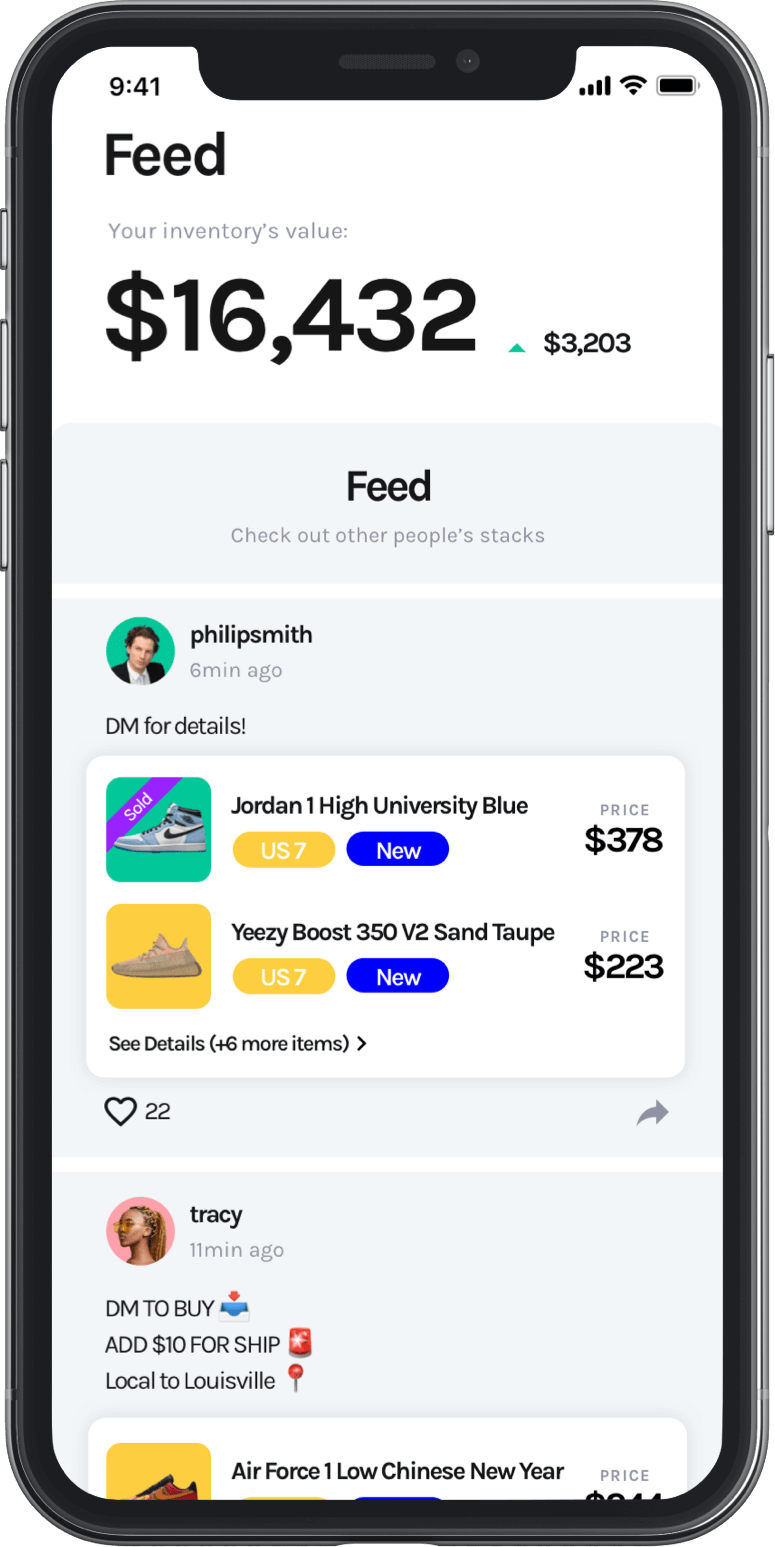 9:41
Feed
Your inventory's value:
$16,432 $3,203
Feed
Check out other people's stacks
philipsmith
6min ago
DM for details!
Sold
Jordan 1 High University Blue
PRICE
US 7 New
$378
Yeezy Boost 350 V2 Sand Taupe
PRICE
US 7 New
$223
See Details (+6 more items)
22
tracy
11min ago
DM TO BUY 📥
ADD $10 FOR SHIP 🚨
Local to Louisville 📍
Air Force 1 Low Chinese New Year
PRICE